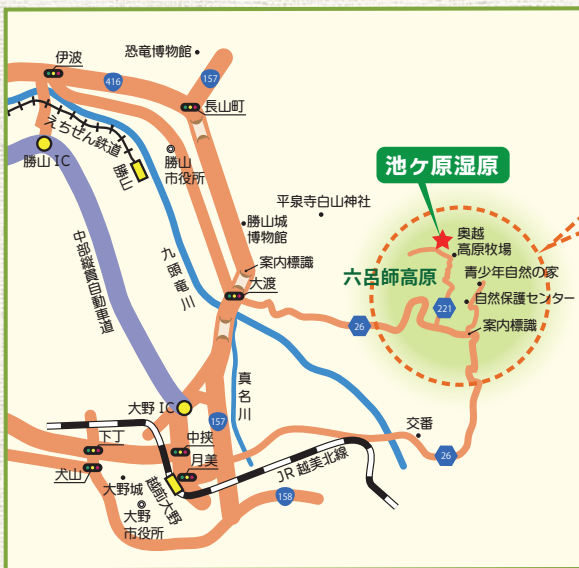 恐竜博物館
伊波
416
157
長山町
えちぜん鉄道
勝山 IC
勝山
勝山
市役所
池ケ原湿原
平泉寺白山神社
勝山城
博物館
奥越
高原牧場
案内標識
六呂師高原
青少年自然の家
九頭竜川
中部縦貫自動車道
大渡
自然保護センター
221
26
案内標識
真名川
大野 IC
157
交番
下丁
中挟
26
犬山
月美
JR 越美北線
大野城
越前大野
158
大野
市役所